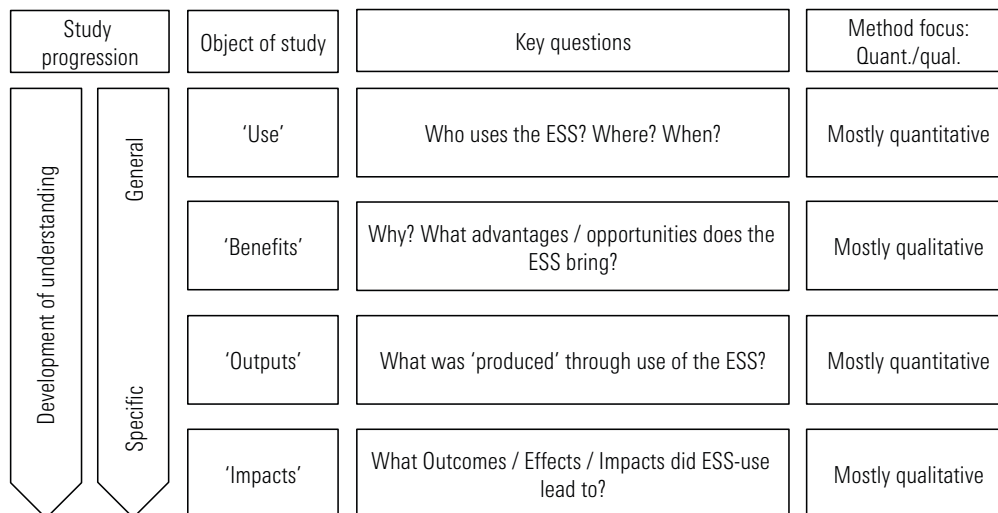 Study
progression
Object of study
Key questions
Method focus:
Quant./qual.
Development of understanding
General
Specific
‘Use’
Who uses the ESS? Where? When?
Mostly quantitative
‘Benefits’
Why? What advantages / opportunities does the
ESS bring?
Mostly qualitative
‘Outputs’
What was ‘produced’ through use of the ESS?
Mostly quantitative
‘Impacts’
What Outcomes / Effects / Impacts did ESS-use
lead to?
Mostly qualitative